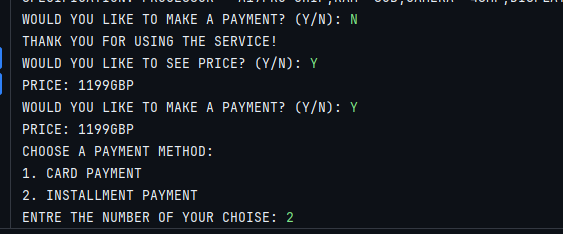 WOULD YOU LIKE TO MAKE A PAYMENT? (Y/N): N
THANK YOU FOR USING THE SERVICE!
WOULD YOU LIKE TO SEE PRICE? (Y/N): Y
PRICE: 1199GBP
WOULD YOU LIKE TO MAKE A PAYMENT? (Y/N): Y
PRICE: 1199GBP
CHOOSE A PAYMENT METHOD:
1. CARD PAYMENT
2. INSTALLMENT PAYMENT
ENTRE THE NUMBER OF YOUR CHOISE: 2